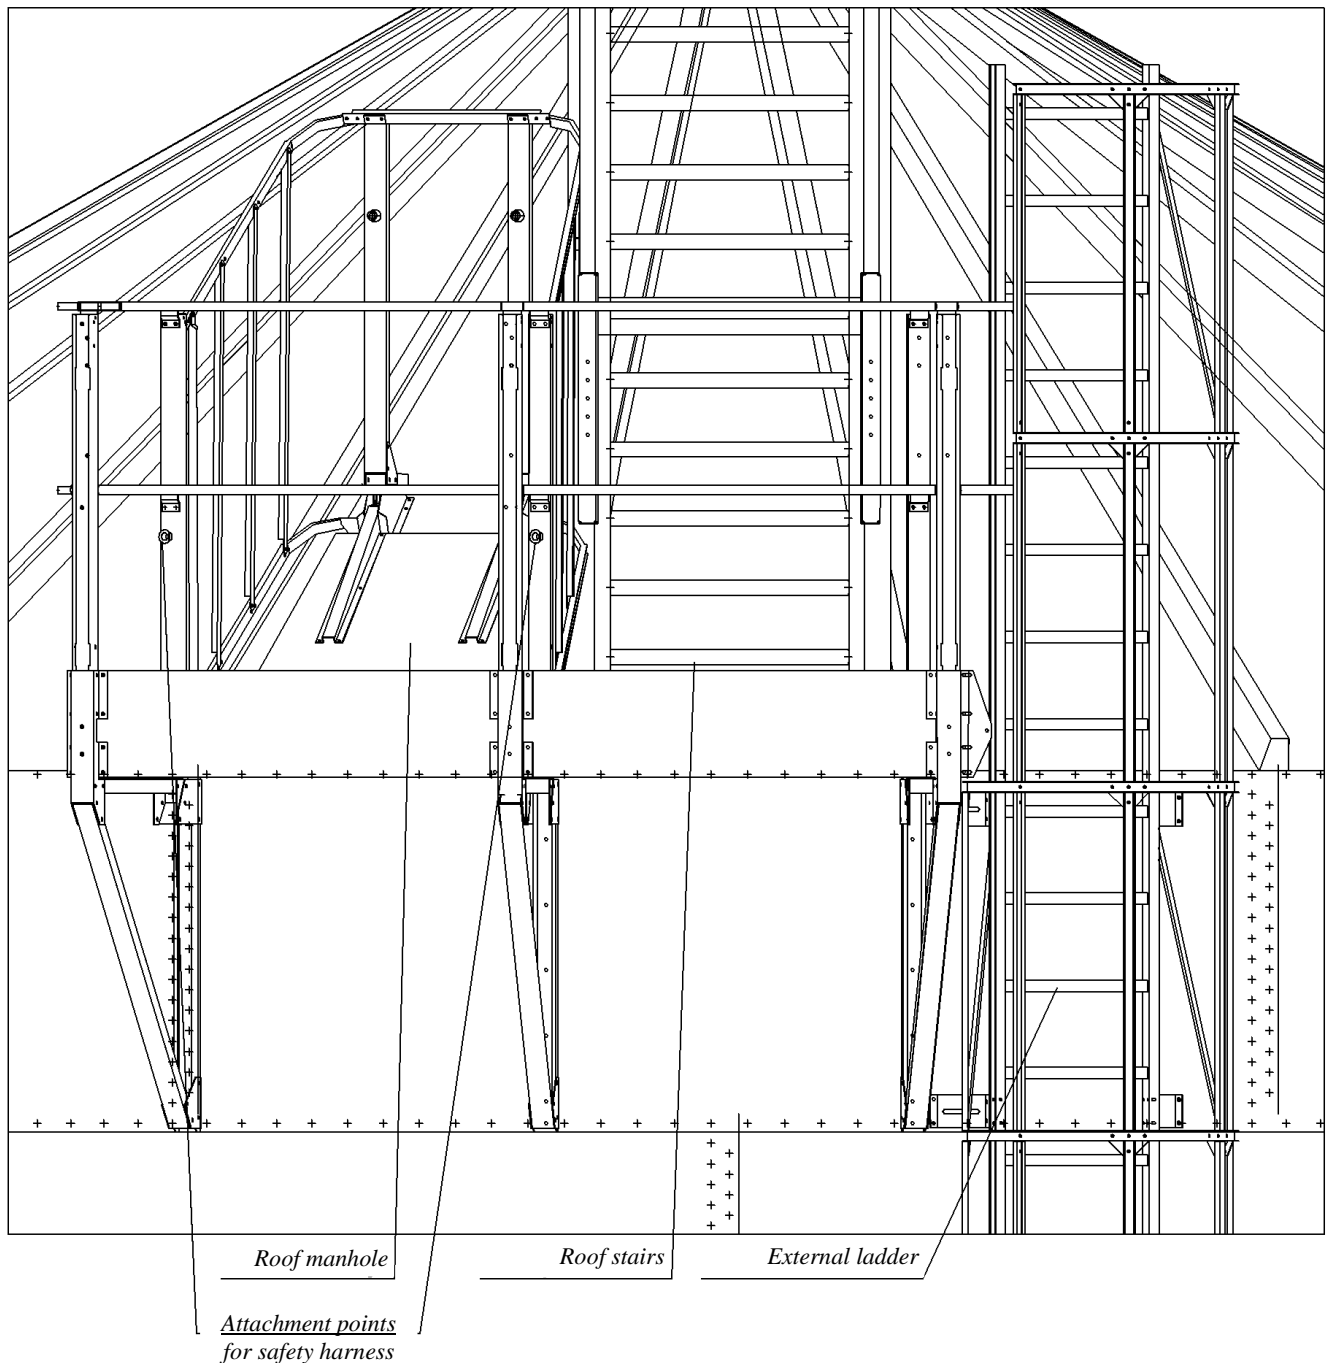 Roof manhole
Roof stairs
External ladder
Attachment points
for safety harness